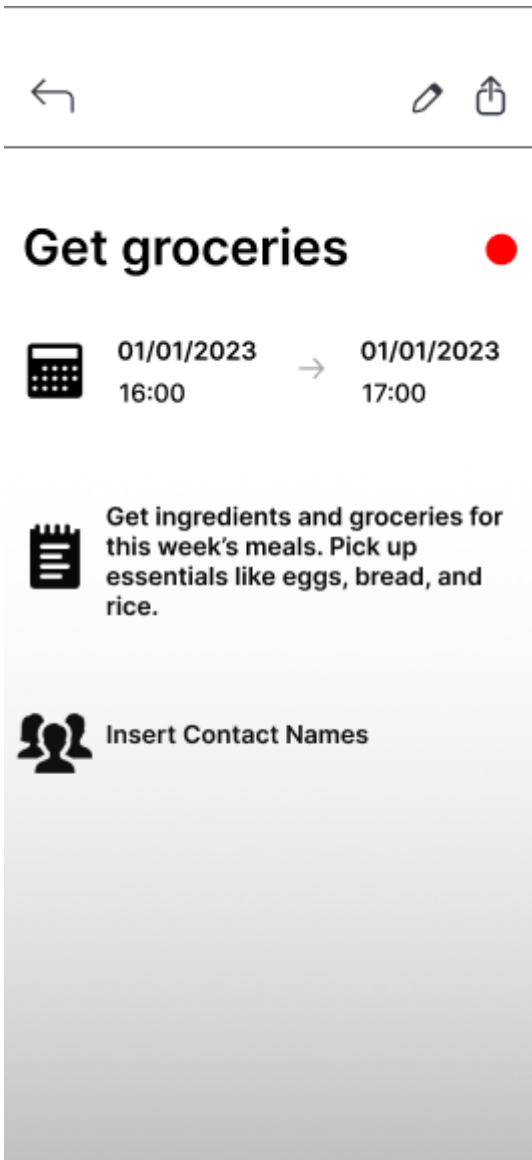 Get groceries
01/01/2023 → 01/01/2023
16:00 17:00
Get ingredients and groceries for
this week’s meals. Pick up
essentials like eggs, bread, and
rice.
Insert Contact Names